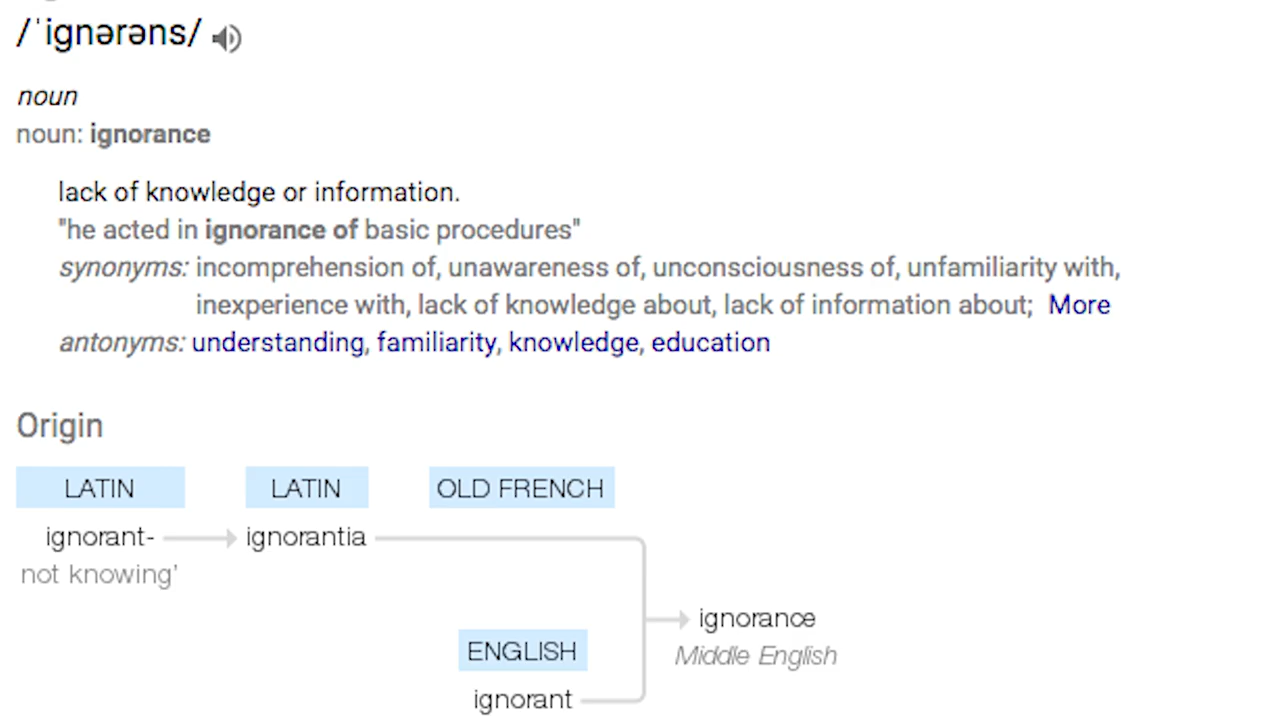 /ˈiɡnərəns/
noun
noun: ignorance
lack of knowledge or information.
"he acted in ignorance of basic procedures"
synonyms: incomprehension of, unawareness of, unconsciousness of, unfamiliarity with,
inexperience with, lack of knowledge about, lack of information about; More
antonyms: understanding, familiarity, knowledge, education
Origin
LATIN LATIN OLD FRENCH
ignorant- ignorantia
not knowing'
ignorance
ENGLISH Middle English
ignorant